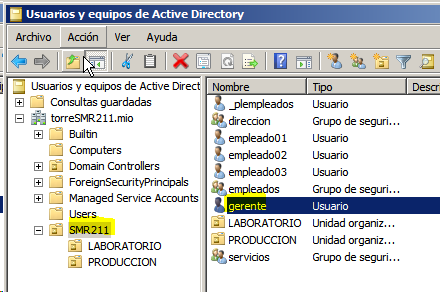 Usuarios y equipos de Active Directory
Archivo Acción Ver Ayuda
Usuarios y equipos de Active Direct
Consultas guardadas
torreSMR211.mio
Builtin
Computers
Domain Controllers
ForeignSecurityPrincipals
Managed Service Accounts
Users
SMR211
LABORATORIO
PRODUCCION
Nombre Tipo Descri
_plempleados Usuario
direccion Grupo de seguri...
empleado01 Usuario
empleado02 Usuario
empleado03 Usuario
empleados Grupo de seguri...
gerente Usuario
LABORATORIO Unidad organiz...
PRODUCCION Unidad organiz...
servicios Grupo de seguri...